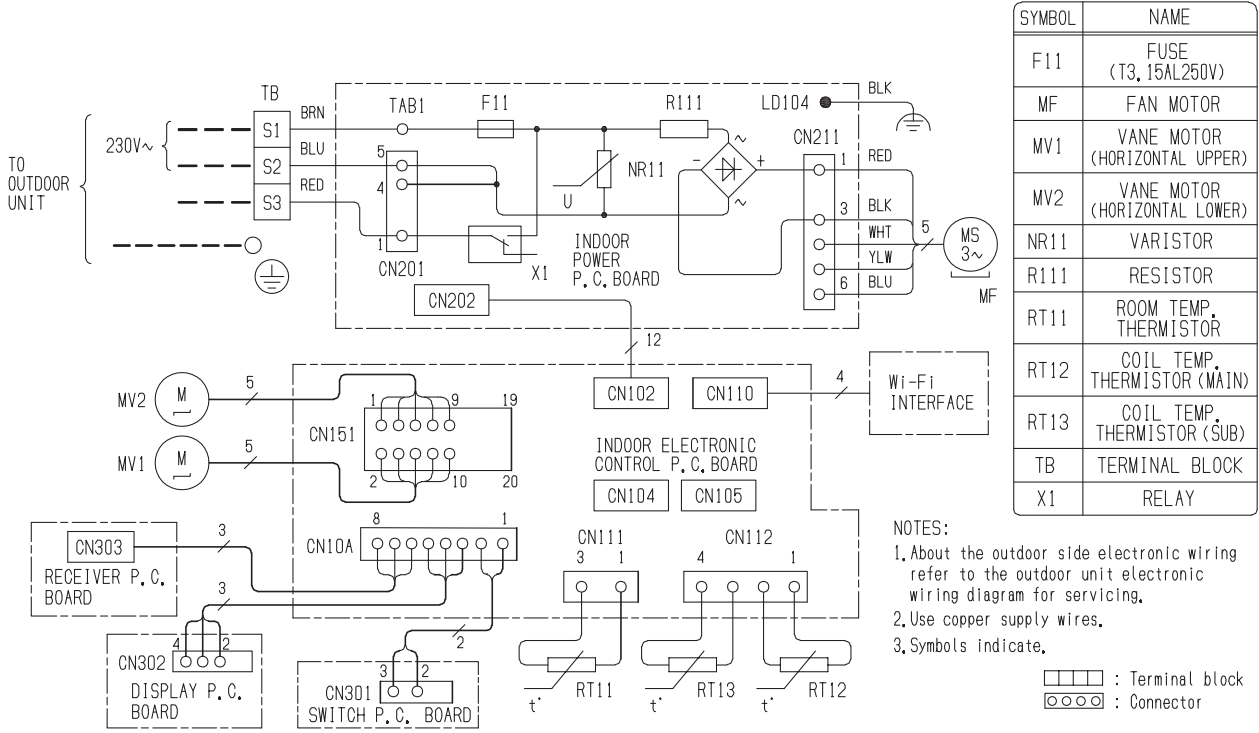 SYMBOL NAME
F11 FUSE
(T3.15AL250V)
MF FAN MOTOR
MV1 VANE MOTOR
(HORIZONTAL UPPER)
MV2 VANE MOTOR
(HORIZONTAL LOWER)
NR11 VARISTOR
R111 RESISTOR
RT11 ROOM TEMP.
THERMISTOR
RT12 COIL TEMP.
THERMISTOR (MAIN)
RT13 COIL TEMP.
THERMISTOR (SUB)
TB TERMINAL BLOCK
X1 RELAY
TO
OUTDOOR
UNIT
230V~
TB
S1
S2
S3
BRN
BLU
RED
TAB1
F11
R111
LD104
BLK
CN211
5
4
1
CN201
NR11
U
~
-
+
~
X1
INDOOR
POWER
P.C.BOARD
1
3
6
RED
BLK
WHT
YLW
BLU
5
MS
3~
MF
CN202
12
CN102
CN110
4
Wi-Fi
INTERFACE
MV2
M
5
MV1
M
5
CN151
1
9
19
2
10
20
INDOOR ELECTRONIC
CONTROL P.C.BOARD
CN104
CN105
CN10A
8
1
CN111
3
1
CN112
4
1
CN303
3
RECEIVER P.C.
BOARD
3
CN302
4
2
DISPLAY P.C.
BOARD
2
CN301
3
2
SWITCH P.C. BOARD
RT11
t°
RT13
t°
RT12
t°
NOTES:
1.About the outdoor side electronic wiring
refer to the outdoor unit electronic
wiring diagram for servicing.
2.Use copper supply wires.
3.Symbols indicate.
: Terminal block
: Connector